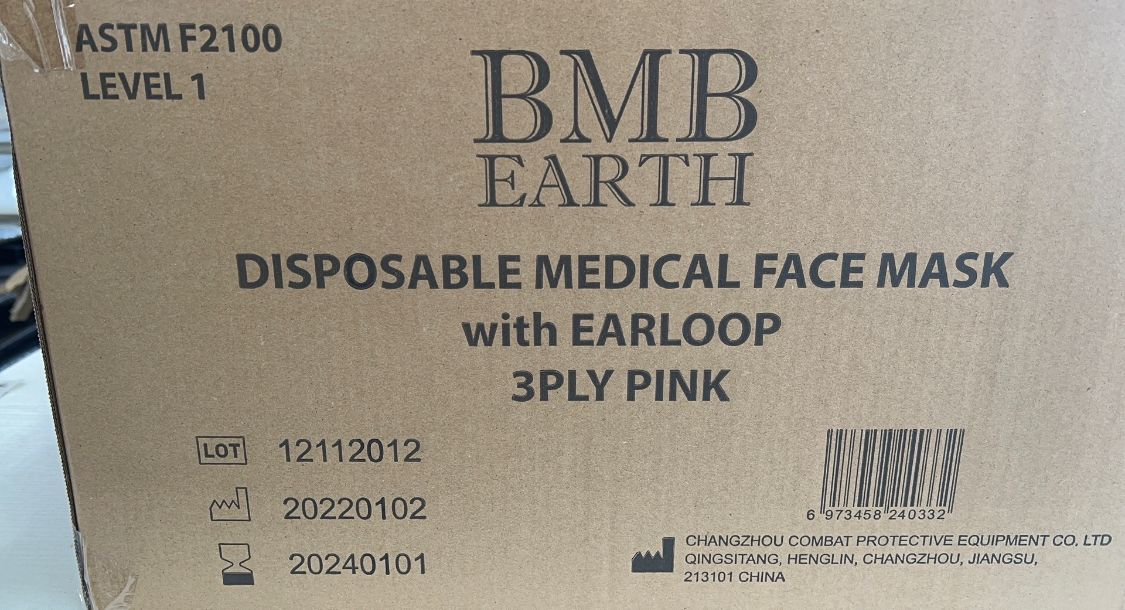 ASTM F2100
LEVEL 1
BMB
EARTH
DISPOSABLE MEDICAL FACE MASK
with EARLOOP
3PLY PINK
LOT 12112012
20220102
20240101
6 973458 240332
CHANGZHOU COMBAT PROTECTIVE EQUIPMENT CO. LTD
QINGSITANG, HENGLIN, CHANGZHOU, JIANGSU,
213101 CHINA